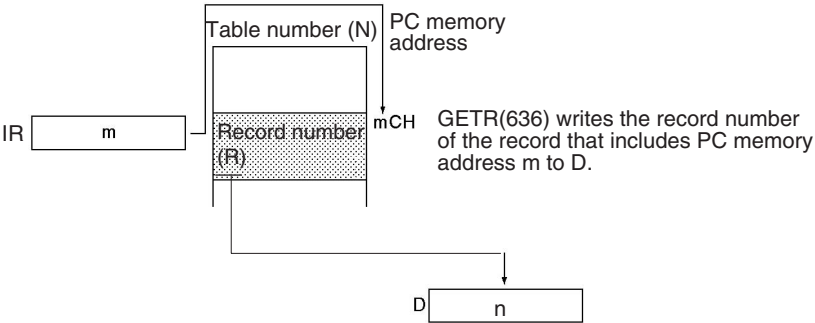 Table number (N)
PC memory
address
IR
m
Record number
(R)
mCH
GETR(636) writes the record number
of the record that includes PC memory
address m to D.
D
n